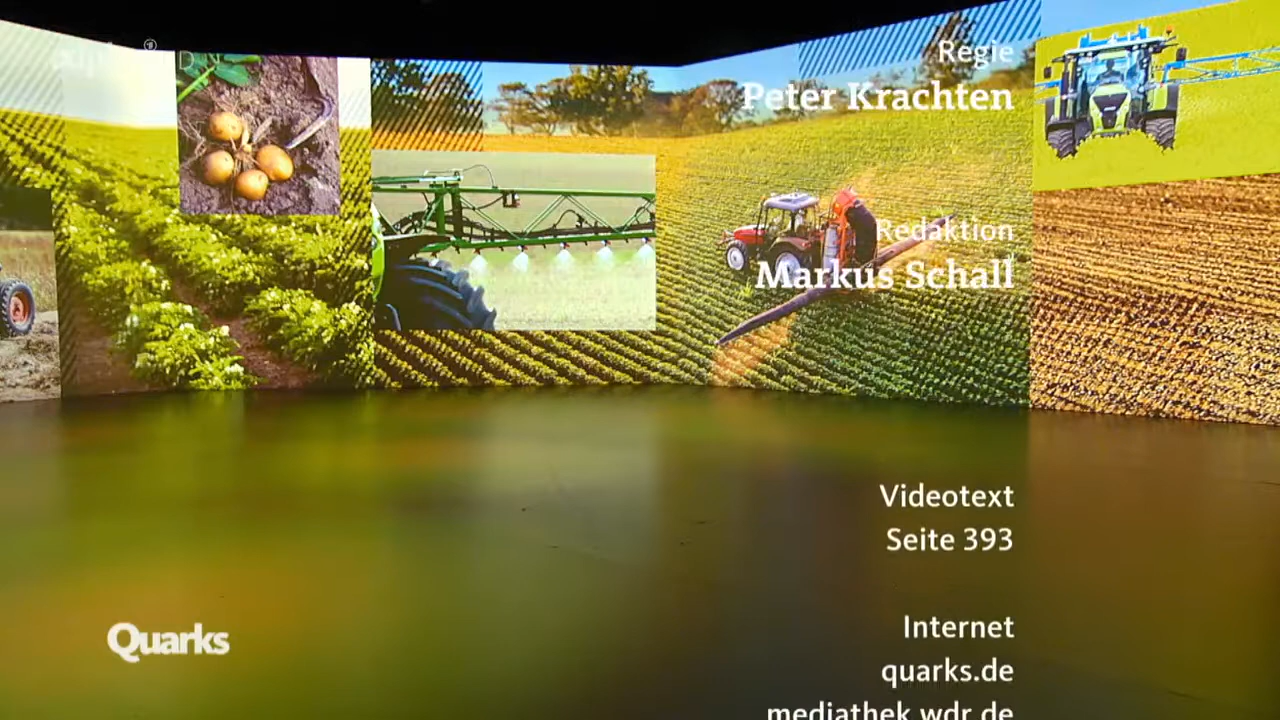 Regie
Peter Krachten
Redaktion
Markus Schall
Videotext
Seite 393
Internet
quarks.de
mediathek.wdr.de
Quarks